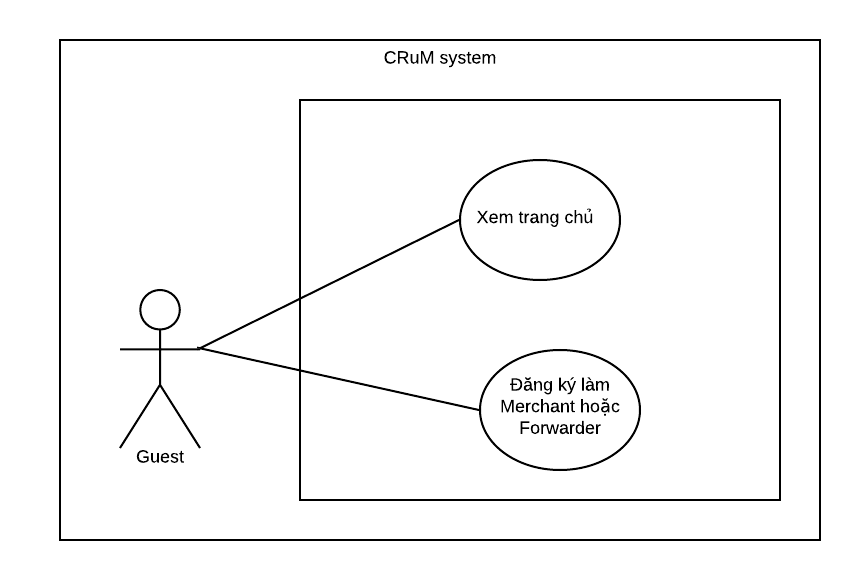 CRuM system
Xem trang chủ
Đăng ký làm
Merchant hoặc
Forwarder
Guest